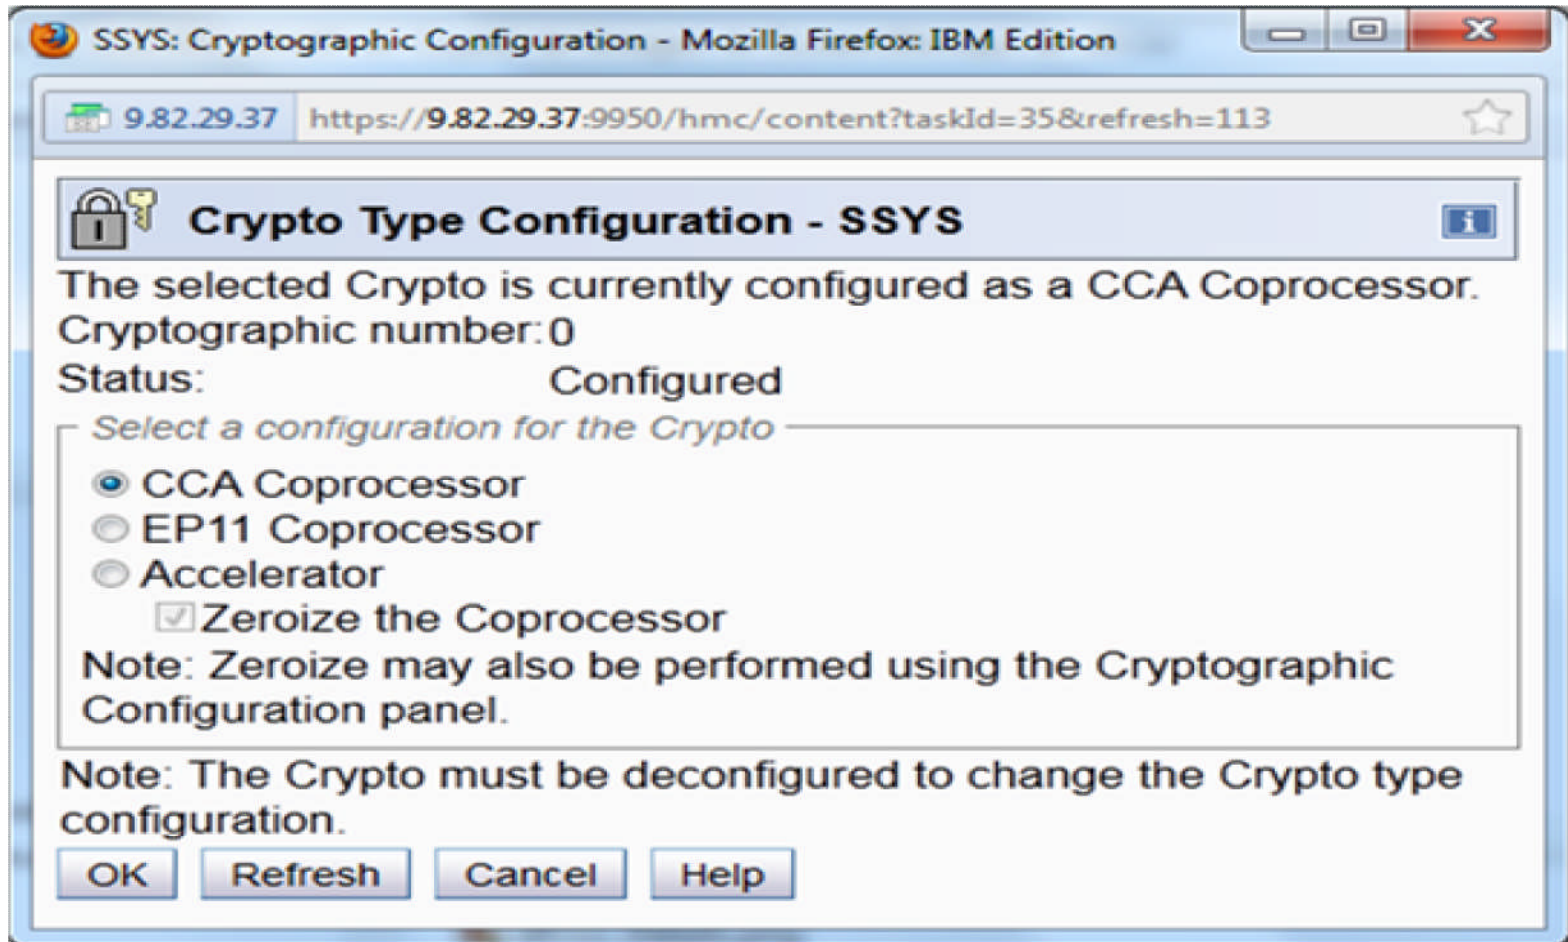 SSYS: Cryptographic Configuration - Mozilla Firefox: IBM Edition
9.82.29.37 https://9.82.29.37:9950/hmc/content?taskId=35&refresh=113
Crypto Type Configuration - SSYS
The selected Crypto is currently configured as a CCA Coprocessor.
Cryptographic number: 0
Status: Configured
Select a configuration for the Crypto
CCA Coprocessor
EP11 Coprocessor
Accelerator
Zeroize the Coprocessor
Note: Zeroize may also be performed using the Cryptographic
Configuration panel.
Note: The Crypto must be deconfigured to change the Crypto type
configuration.
OK Refresh Cancel Help